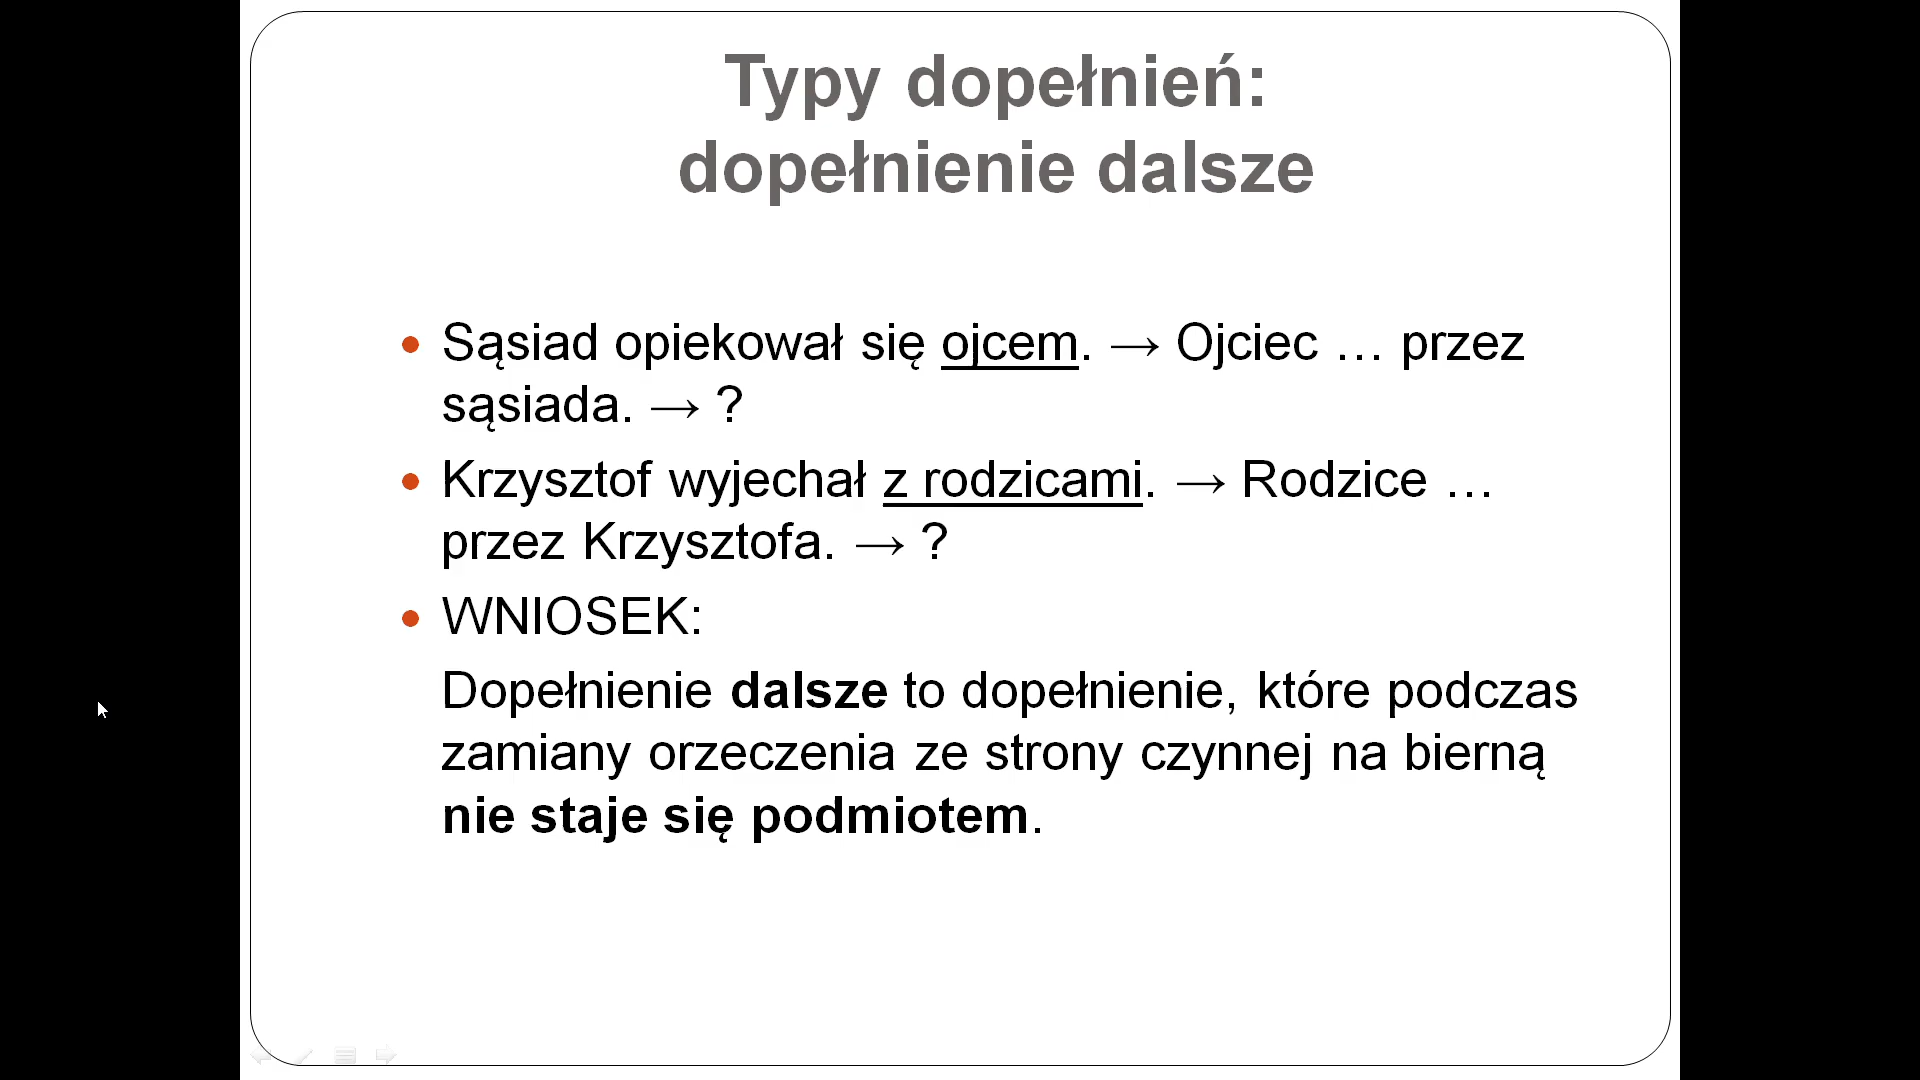 Typy dopełnień:
dopełnienie dalsze
• Sąsiad opiekował się ojcem. → Ojciec … przez
sąsiada. → ?
• Krzysztof wyjechał z rodzicami. → Rodzice …
przez Krzysztofa. → ?
• WNIOSEK:
Dopełnienie dalsze to dopełnienie, które podczas
zamiany orzeczenia ze strony czynnej na bierną
nie staje się podmiotem.